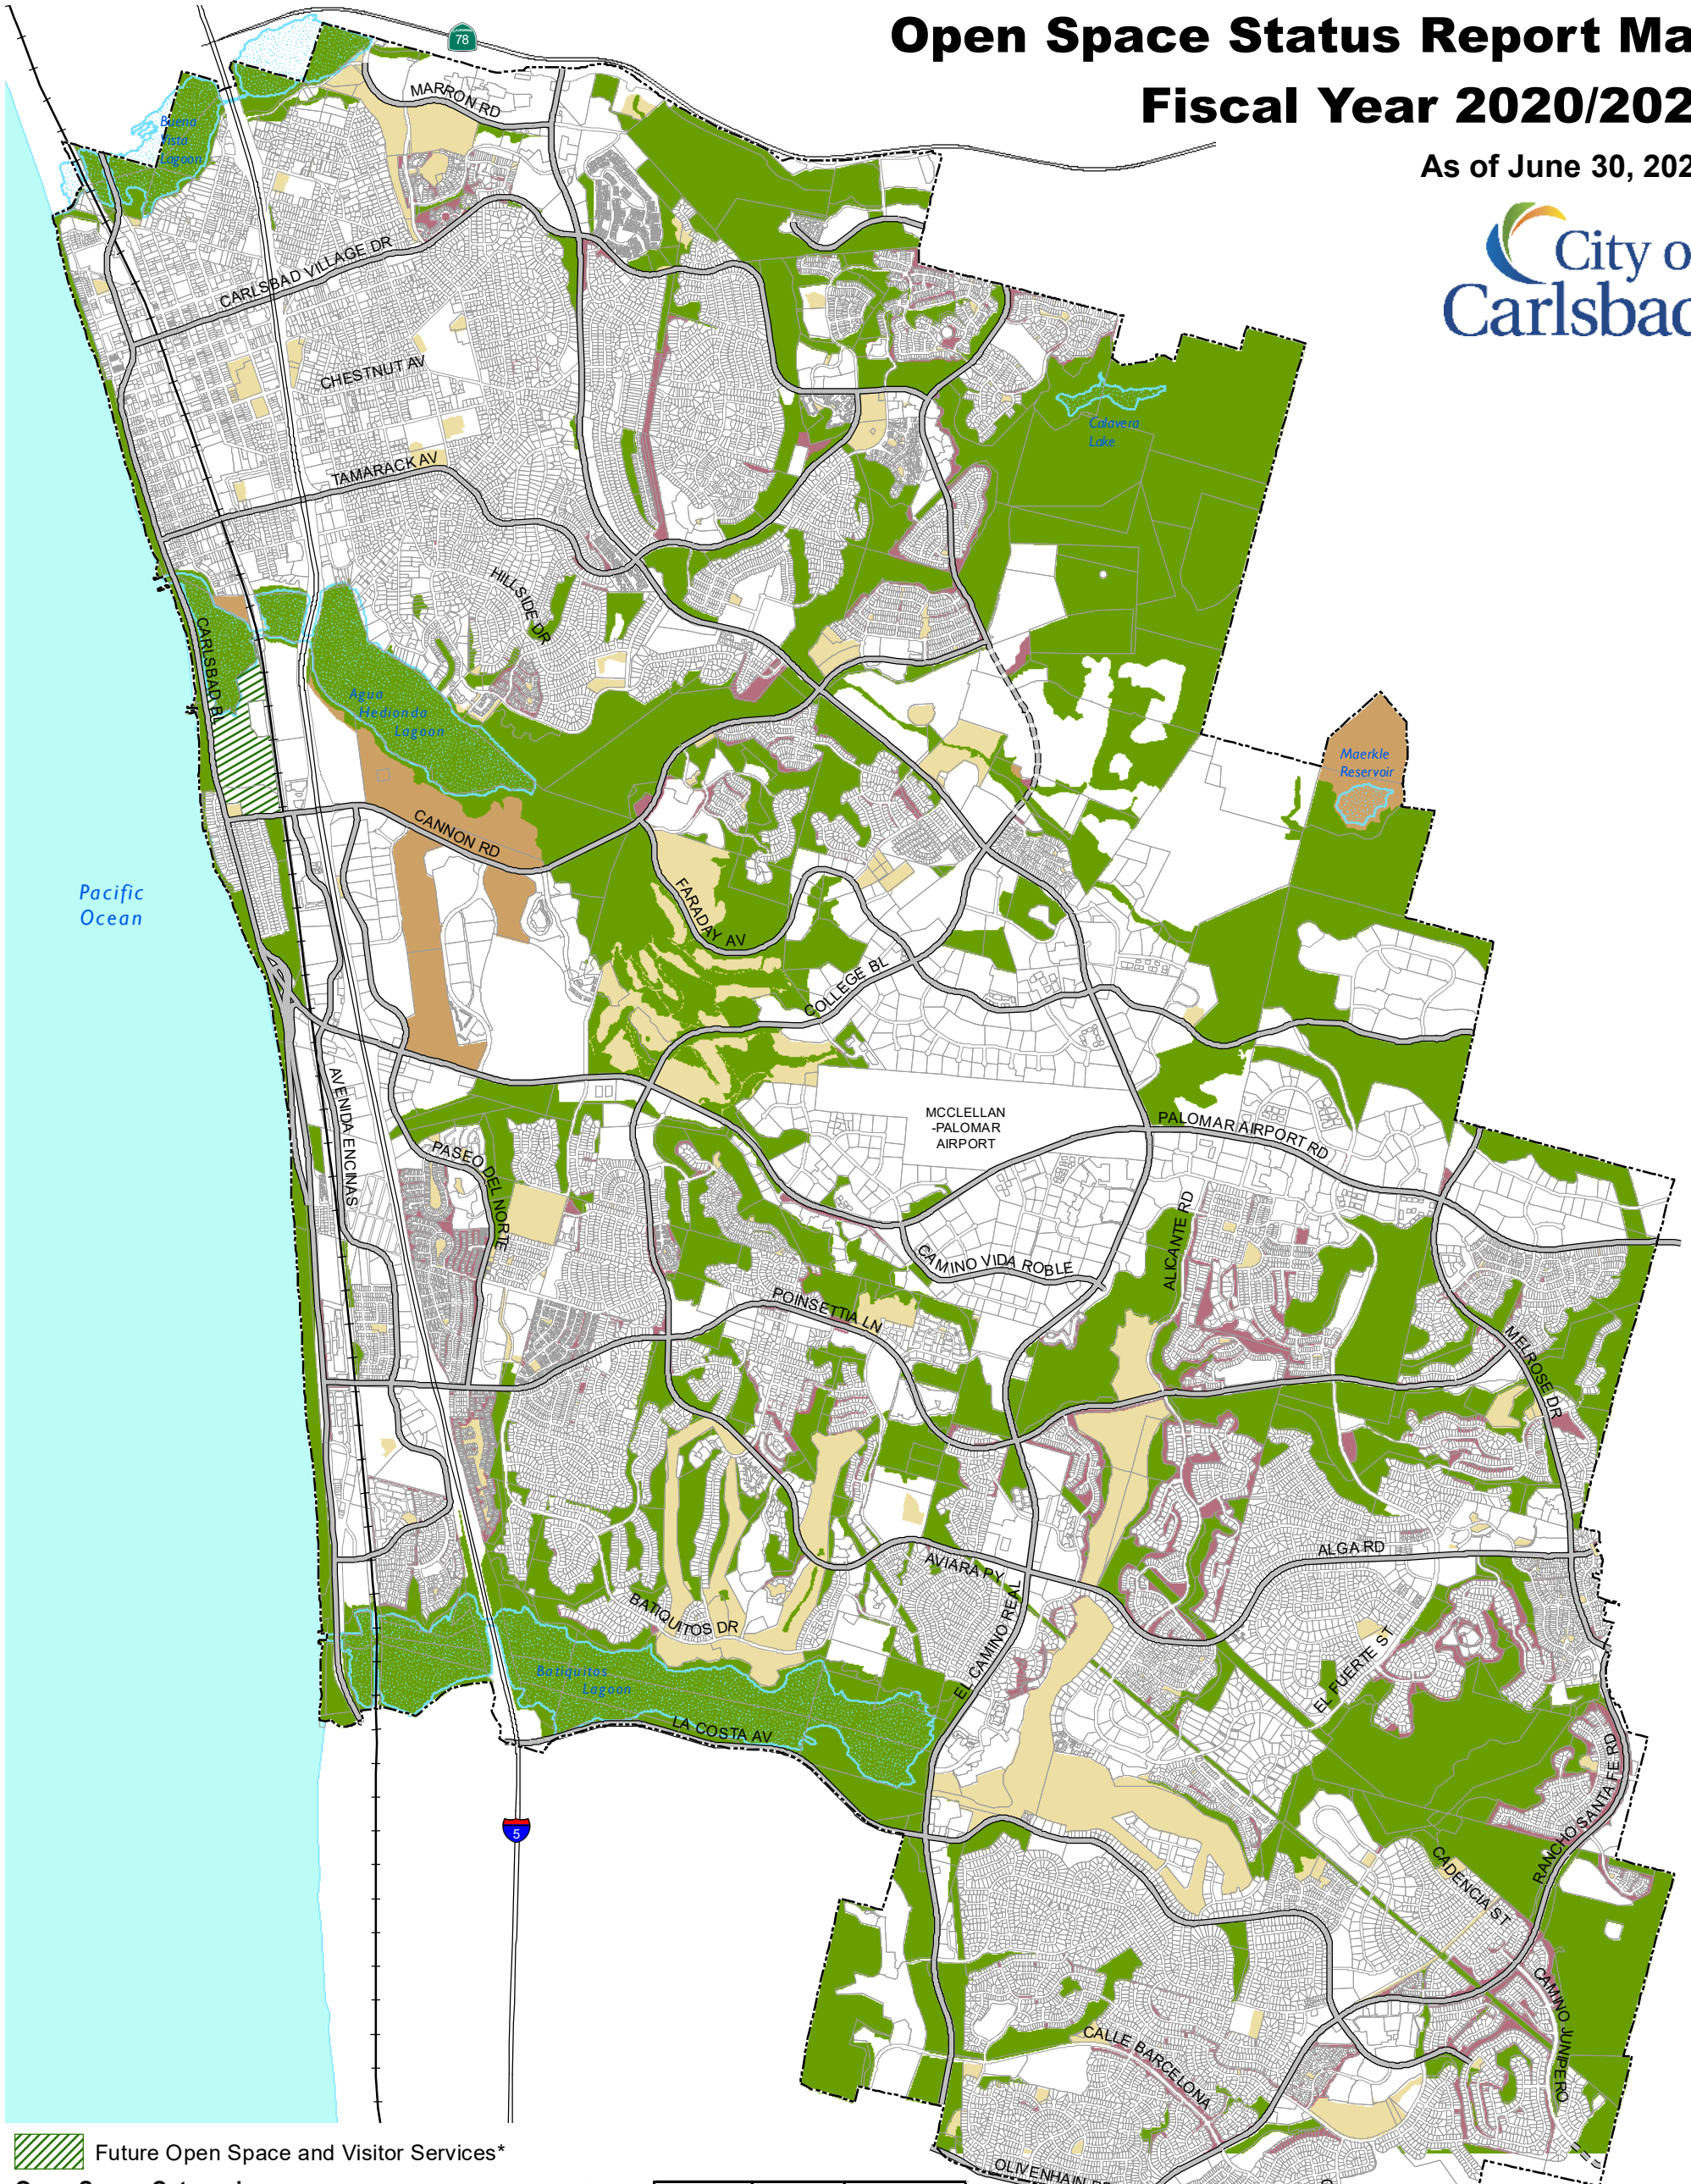 Open Space Status Report Ma
Fiscal Year 2020/202
As of June 30, 202
City o
Carlsbad
78
MARRON RD
Buena
Vista
Lagoon
CARLSBAD VILLAGE DR
CHESTNUT AV
Calavera
Lake
TAMARACK AV
HILLSIDE DR
CARLSBAD BL
Agua
Hedionda
Lagoon
Maerkle
Reservoir
CANNON RD
Pacific
Ocean
FARADAY AV
COLLEGE BL
AVENIDA ENCINAS
MCCLELLAN
-PALOMAR
AIRPORT
PALOMAR AIRPORT RD
PASEO DEL NORTE
ALICANTE RD
CAMINO VIDA ROBLE
POINSETTIA LN
MELROSE DR
ALGA RD
AVIARA PY
BATIQUITOS DR
EL CAMINO REAL
EL FUERTE ST
Batiquitos
Lagoon
LA COSTA AV
RANCHO SANTA FE RD
5
CADENCIA ST
CAMINO JUNIPERO
CALLE BARCELONA
Future Open Space and Visitor Services*
OLIVENHAIN